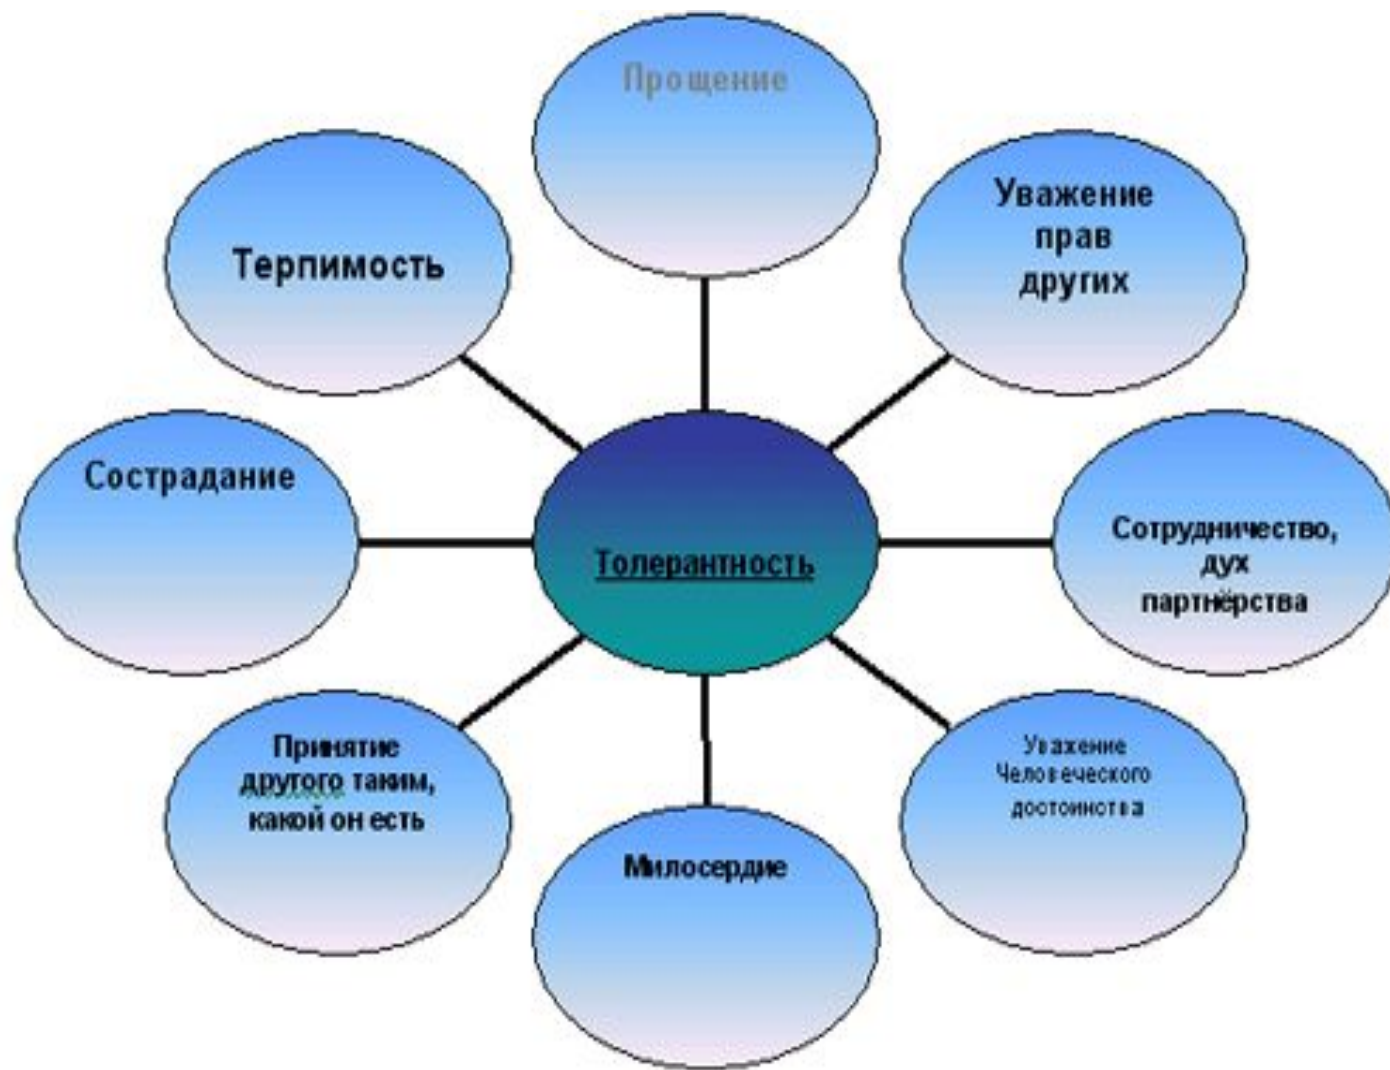 Прощение
Терпимость
Уважение
прав
других
Сострадание
Толерантность
Сотрудничество,
дух
партнёрства
Принятие
другого таким,
какой он есть
Милосердие
Уважение
Человеческого
достоинства